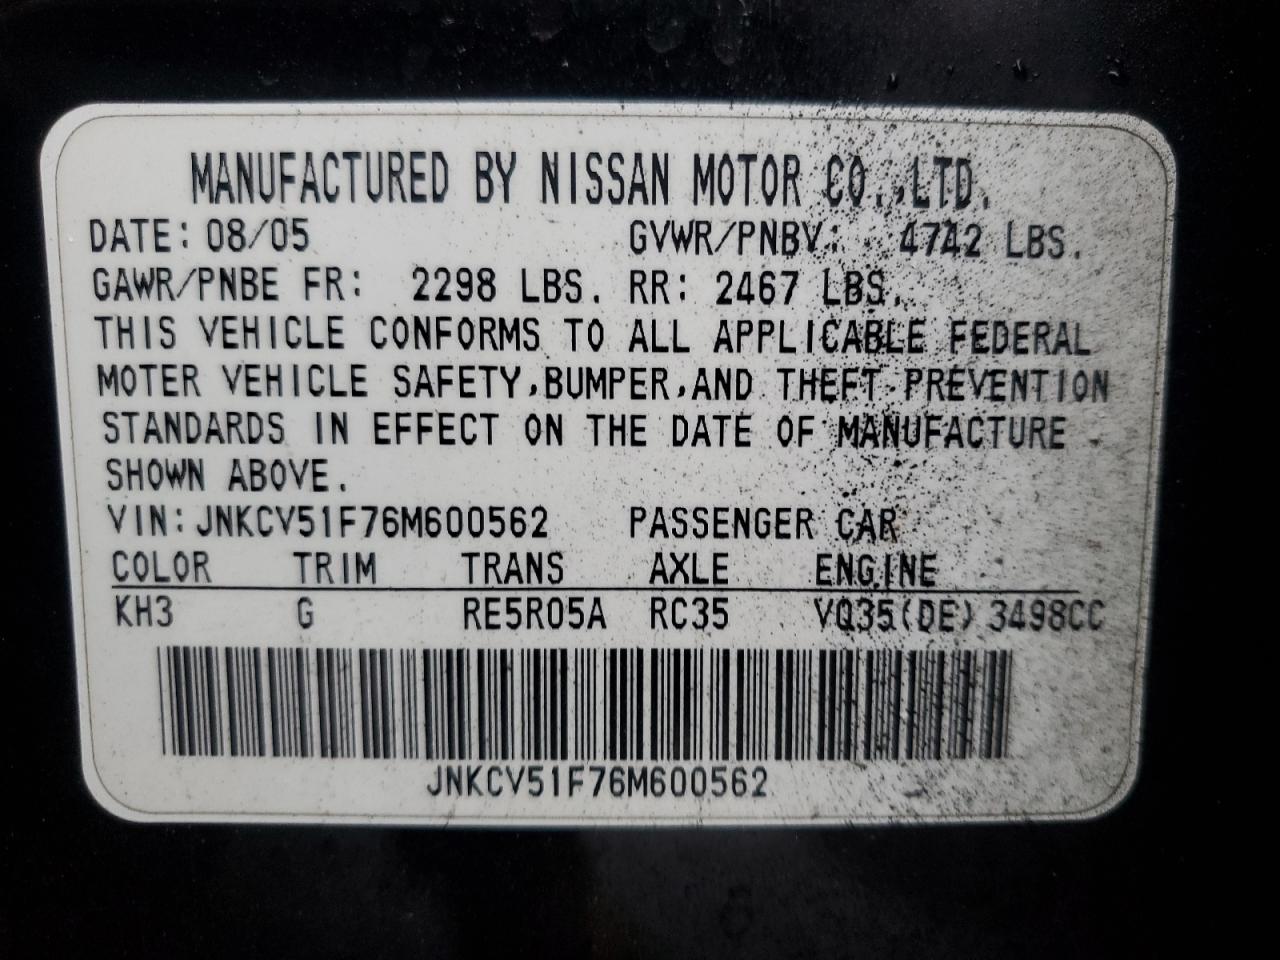 MANUFACTURED BY NISSAN MOTOR CO.,LTD.
DATE: 08/05 GVWR/PNBV: 4742 LBS.
GAWR/PNBE FR: 2298 LBS. RR: 2467 LBS.
THIS VEHICLE CONFORMS TO ALL APPLICABLE FEDERAL
MOTER VEHICLE SAFETY,BUMPER,AND THEFT PREVENTION
STANDARDS IN EFFECT ON THE DATE OF MANUFACTURE
SHOWN ABOVE.
VIN: JNKCV51F76M600562 PASSENGER CAR
COLOR TRIM TRANS AXLE ENGINE
KH3 G RE5R05A RC35 VQ35(DE) 3498CC
JNKCV51F76M600562